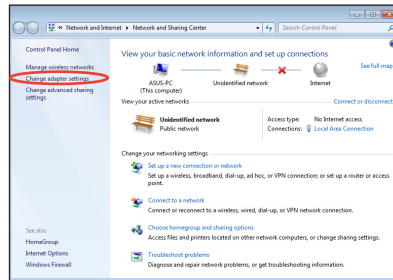 « Network and Internet ▸ Network and Sharing Center
Search Control Panel
Control Panel Home
Manage wireless networks
Change adapter settings
Change advanced sharing
settings
View your basic network information and set up connections
See full map
ASUS-PC
(This computer)
Unidentified network
Internet
View your active networks
Connect or disconnect
Unidentified network
Public network
Access type: No Internet access
Connections: Local Area Connection
Change your networking settings
Set up a new connection or network
Set up a wireless, broadband, dial-up, ad hoc, or VPN connection; or set up a router or access
point.
Connect to a network
Connect or reconnect to a wireless, wired, dial-up, or VPN network connection.
Choose homegroup and sharing options
Access files and printers located on other network computers, or change sharing settings.
Troubleshoot problems
Diagnose and repair network problems, or get troubleshooting information.
See also
HomeGroup
Internet Options
Windows Firewall